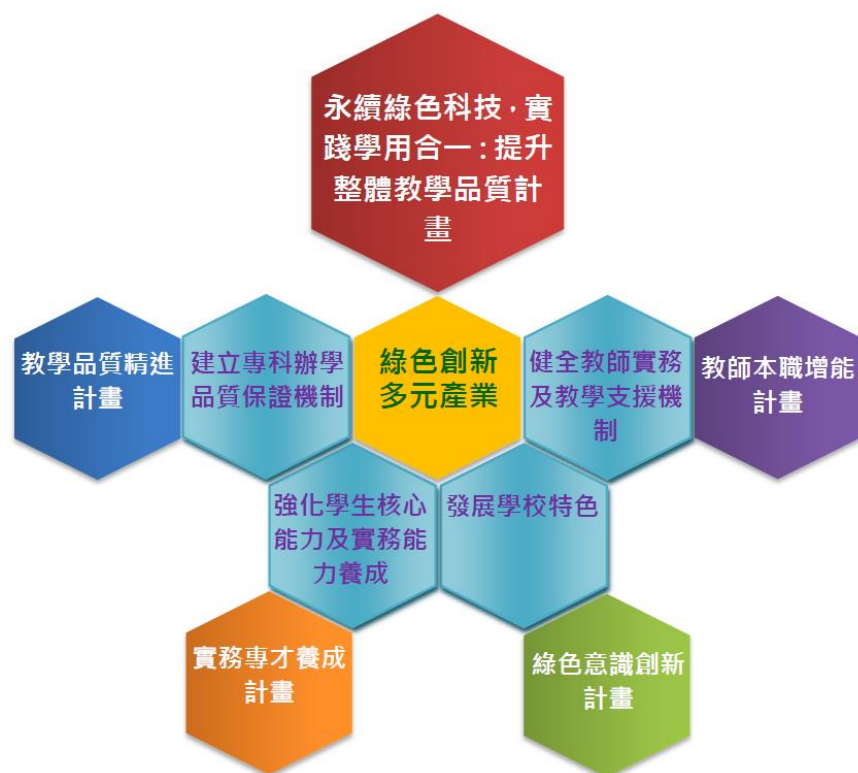 永續綠色科技，實
踐學用合一：提升
整體教學品質計
畫
教學品質精進
計畫
建立專科辦學
品質保證機制
綠色創新
多元產業
健全教師實務
及教學支援機
制
教師本職增能
計畫
強化學生核心
能力及實務能
力養成
發展學校特色
實務專才養成
計畫
綠色意識創新
計畫